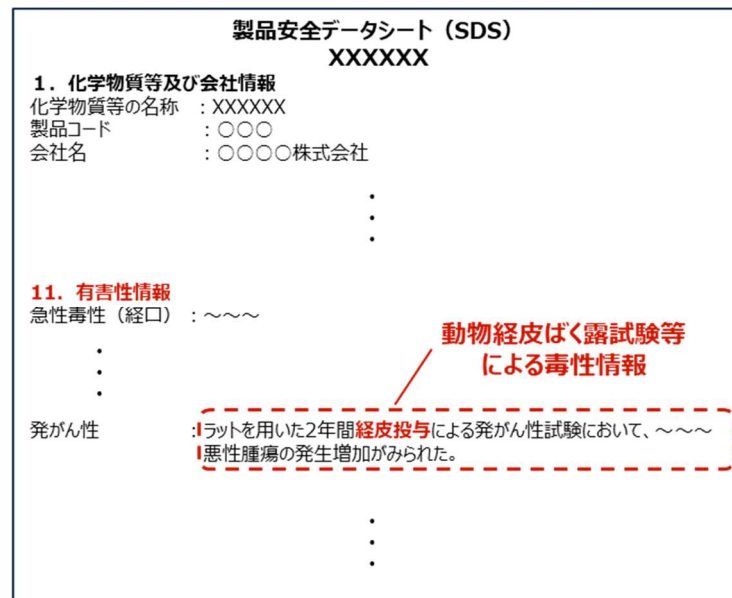 製品安全データシート（SDS）
XXXXXX
1．化学物質等及び会社情報
化学物質等の名称 ：XXXXXX
製品コード ：○○○
会社名 ：○○○○株式会社
・
・
・
11．有害性情報
急性毒性（経口）：～～～
動物経皮ばく露試験等
による毒性情報
・
・
・
発がん性 ：ラットを用いた2年間経皮投与による発がん性試験において、～～～
悪性腫瘍の発生増加がみられた。
・
・
・